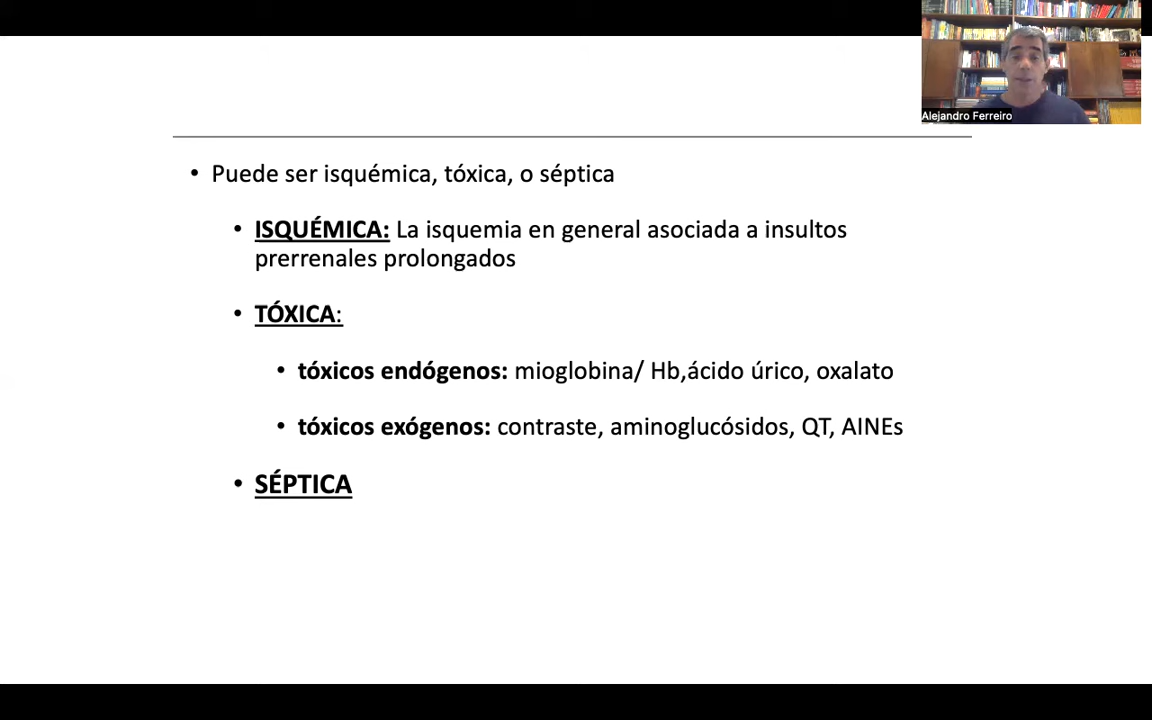 Alejandro Ferreiro
• Puede ser isquémica, tóxica, o séptica
• ISQUÉMICA: La isquemia en general asociada a insultos
prerrenales prolongados
• TÓXICA:
• tóxicos endógenos: mioglobina/ Hb,ácido úrico, oxalato
• tóxicos exógenos: contraste, aminoglucósidos, QT, AINEs
• SÉPTICA